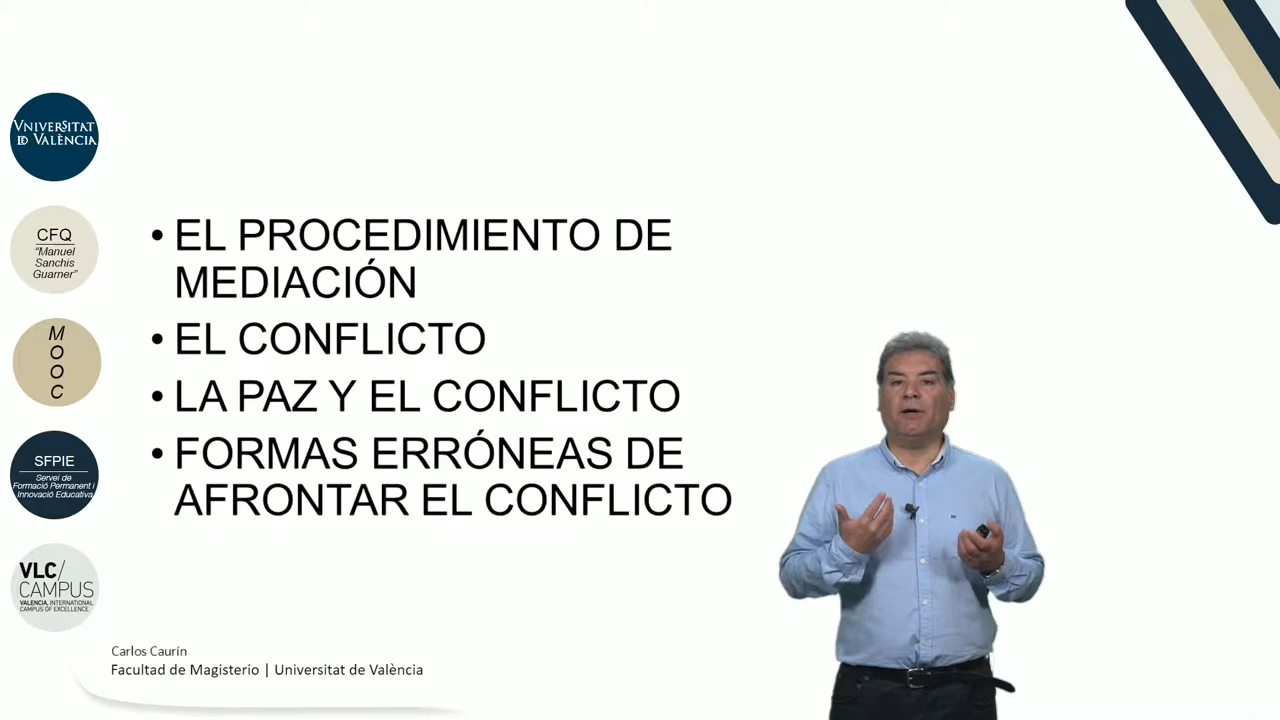 VNIVERSITAT
DE VALÈNCIA
CFQ
"Manuel
Sanchis
Guarner"
M
O
O
C
SFPIE
Servei de
Formació Permanent i
Innovació Educativa
VLC/
CAMPUS
VALENCIA, INTERNATIONAL
CAMPUS OF EXCELLENCE
• EL PROCEDIMIENTO DE
MEDIACIÓN
• EL CONFLICTO
• LA PAZ Y EL CONFLICTO
• FORMAS ERRÓNEAS DE
AFRONTAR EL CONFLICTO
Carlos Caurín
Facultad de Magisterio | Universitat de València